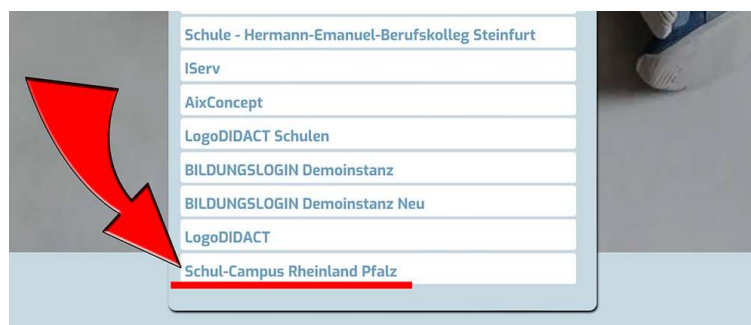 Schule - Hermann-Emanuel-Berufskolleg Steinfurt
IServ
AixConcept
LogoDIDACT Schulen
BILDUNGSLOGIN Demoinstanz
BILDUNGSLOGIN Demoinstanz Neu
LogoDIDACT
Schul-Campus Rheinland Pfalz